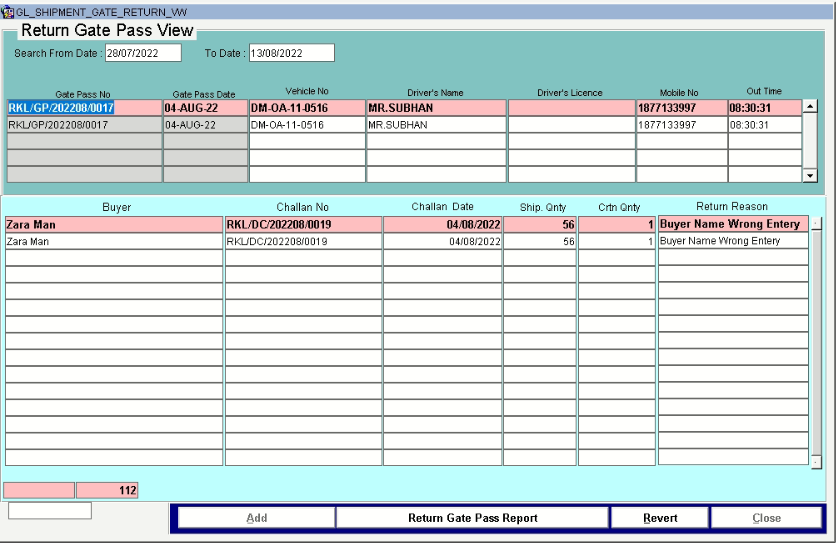 GL_SHIPMENT_GATE_RETURN_VW
Return Gate Pass View
Search From Date : 28/07/2022 To Date : 13/08/2022
Gate Pass No Gate Pass Date Vehicle No Driver's Name Driver's Licence Mobile No Out Time
RKL/GP/202208/0017 04-AUG-22 DM-OA-11-0516 MR.SUBHAN 1877133997 08:30:31
RKL/GP/202208/0017 04-AUG-22 DM-OA-11-0516 MR.SUBHAN 1877133997 08:30:31
Buyer Challan No Challan Date Ship. Qnty Crtn Qnty Return Reason
Zara Man RKL/DC/202208/0019 04/08/2022 56 1 Buyer Name Wrong Entery
Zara Man RKL/DC/202208/0019 04/08/2022 56 1 Buyer Name Wrong Entery
112
Add Return Gate Pass Report Revert Close